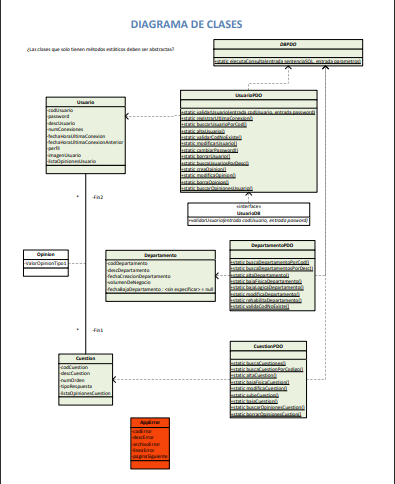 DIAGRAMA DE CLASES
¿Las clases que solo tienen métodos estáticos deben ser abstractas?
DBPDO
+static ejecutaConsulta(entrada sentenciaSQL, entrada parametros)
Usuario
-codUsuario
-password
-descUsuario
-numConexiones
-fechaHoraUltimaConexion
-fechaHoraUltimaConexionAnterior
-perfil
-imagenUsuario
-listaOpinionesUsuario
UsuarioPDO
+static validarUsuario(entrada codUsuario, entrada password)
+static registrarUltimaConexion()
+static buscarUsuarioPorCod()
+static altaUsuario()
+static validarCodNoExiste()
+static modificarUsuario()
+static cambiarPassword()
+static borrarUsuario()
+static buscaUsuariosPorDesc()
+static creaOpinion()
+static modificaOpinion()
+static borraOpinion()
+static buscarOpinionesUsuario()
«interface»
UsuarioDB
+validarUsuario(entrada codUsuario, entrada password)
*
-Fin2
Opinion
-ValorOpinionTipo1
Departamento
-codDepartamento
-descDepartamento
-fechaCreacionDepartamento
-volumenDeNegocio
-fechaBajaDepartamento : <sin especificar> = null
DepartamentoPDO
+static buscaDepartamentoPorCod()
+static buscaDepartamentosPorDesc()
+static altaDepartamento()
+static bajaFisicaDepartamento()
+static bajaLogicaDepartamento()
+static modificaDepartamento()
+static rehabilitaDepartamento()
+static validaCodNoExiste()
*
-Fin1
Cuestion
-codCuestion
-descCuestion
-numOrden
-tipoRespuesta
-listaOpinionesCuestion
CuestionPDO
+static buscaCuestiones()
+static buscaCuestionPorCodigo()
+static altaCuestion()
+static bajaFisicaCuestion()
+static modificaCuestion()
+static subeCuestion()
+static bajaCuestion()
+static buscarOpinionesCuestion()
+static borrarOpinionesCuestion()
AppError
-codError
-descError
-archivoError
-lineaError
-paginaSiguiente